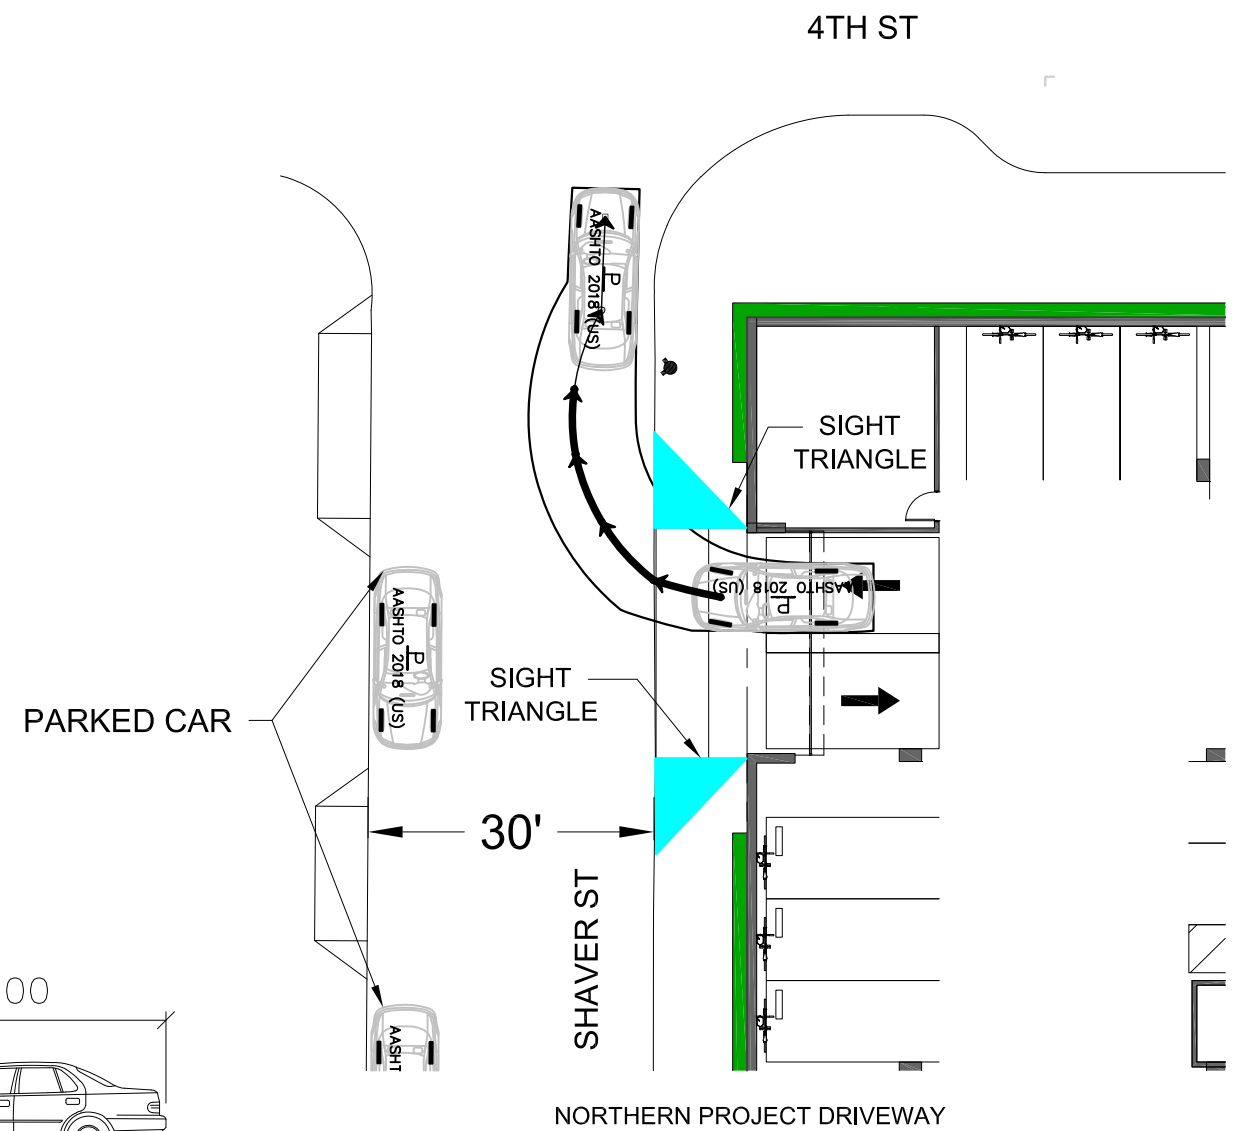 4TH ST
AASHTO 2018 (US)
P
SIGHT
TRIANGLE
AASHTO 2018 (US)
P
AASHTO 2018 (US)
P
SIGHT
TRIANGLE
PARKED CAR
30'
SHAVER ST
00
AASHT
NORTHERN PROJECT DRIVEWAY